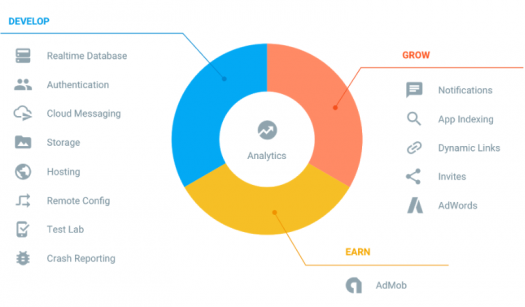 DEVELOP
Realtime Database
Authentication
Cloud Messaging
Storage
Hosting
Remote Config
Test Lab
Crash Reporting
Analytics
GROW
Notifications
App Indexing
Dynamic Links
Invites
AdWords
EARN
AdMob